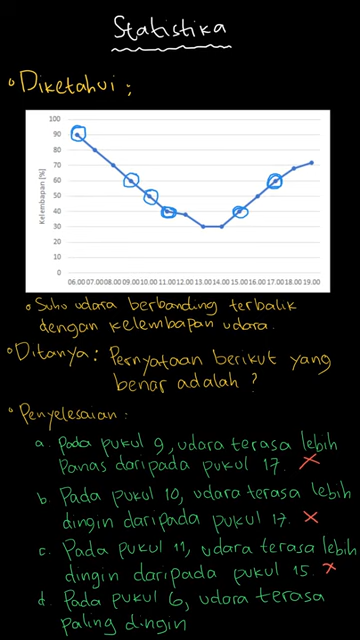 Statistika
Diketahui :
100
90
80
70
60
50
40
30
20
10
0
Kelembapan [%]
06.00 07.00 08.00 09.00 10.00 11.00 12.00 13.00 14.00 15.00 16.00 17.00 18.00 19.00
Suhu udara berbanding terbalik
dengan kelembapan udara.
Ditanya : Pernyataan berikut yang
benar adalah ?
Penyelesaian :
a. Pada pukul 9, udara terasa lebih
panas daripada pukul 17. ×
b. Pada pukul 10, udara terasa lebih
dingin daripada pukul 17. ×
c. Pada pukul 11, udara terasa lebih
dingin daripada pukul 15. ×
d. Pada pukul 6, udara terasa
paling dingin